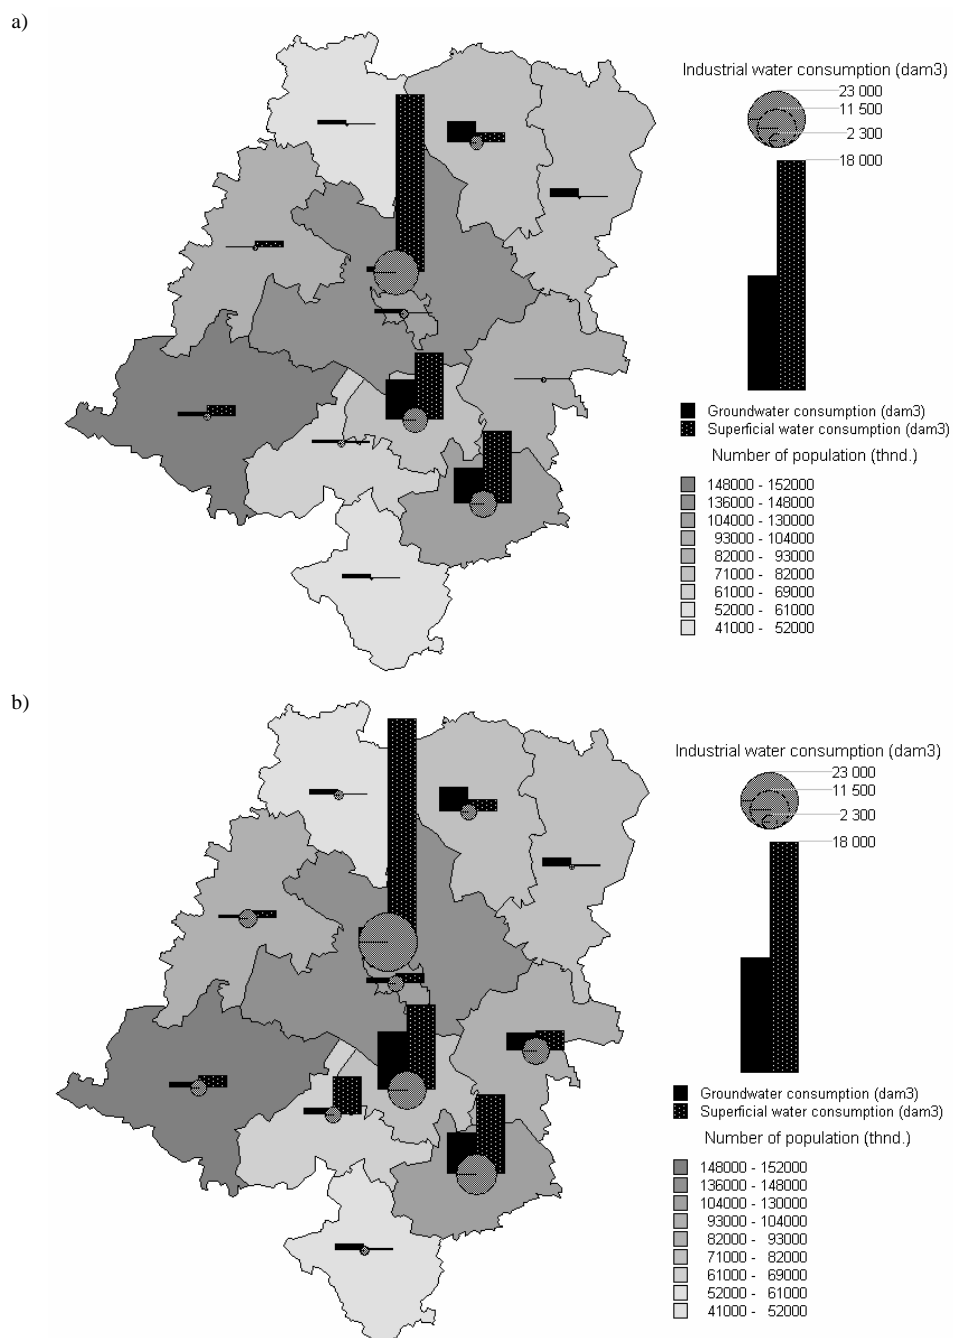 a)
Industrial water consumption (dam3)
23 000
11 500
2 300
18 000
Groundwater consumption (dam3)
Superficial water consumption (dam3)
Number of population (thnd.)
148000 - 152000
136000 - 148000
104000 - 130000
93000 - 104000
82000 - 93000
71000 - 82000
61000 - 69000
52000 - 61000
41000 - 52000
b)
Industrial water consumption (dam3)
23 000
11 500
2 300
18 000
Groundwater consumption (dam3)
Superficial water consumption (dam3)
Number of population (thnd.)
148000 - 152000
136000 - 148000
104000 - 130000
93000 - 104000
82000 - 93000
71000 - 82000
61000 - 69000
52000 - 61000
41000 - 52000